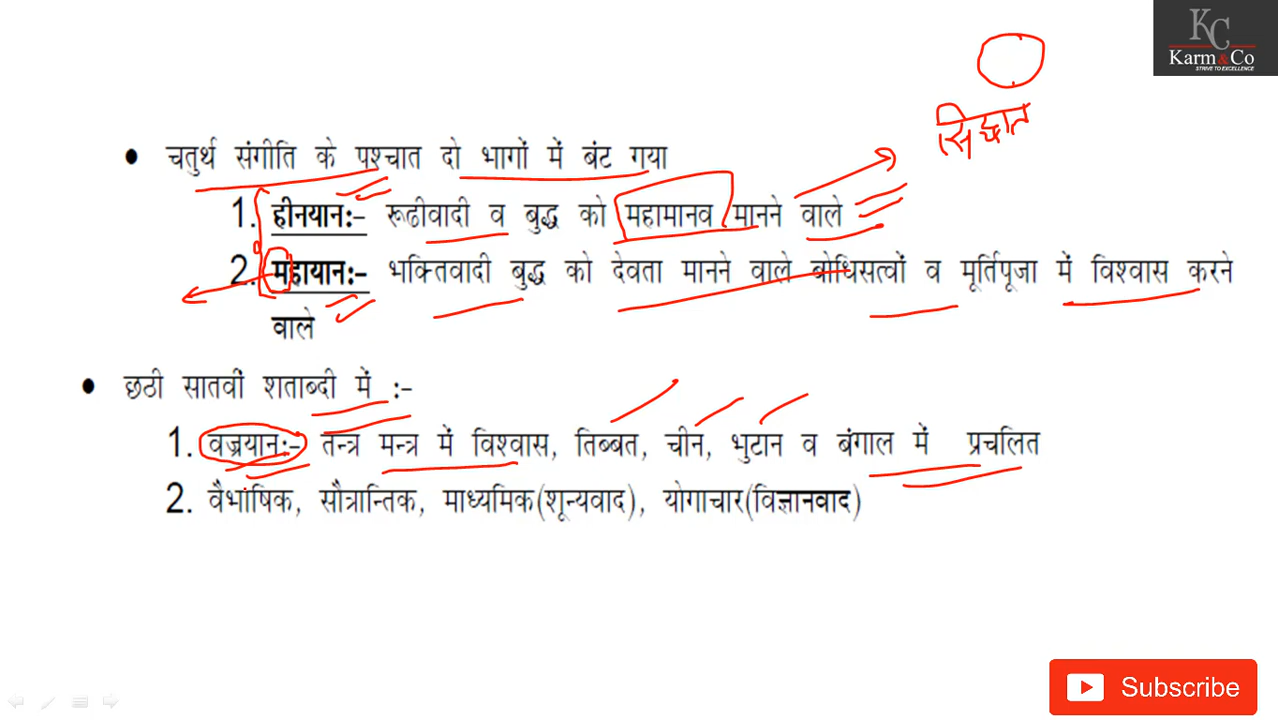 KC
Karm&Co
STRIVE TO EXCELLENCE
सिद्धात
• चतुर्थ संगीति के पश्चात दो भागों में बंट गया
1. हीनयान:- रूढीवादी व बुद्ध को महामानव मानने वाले
2. महायान:- भक्तिवादी बुद्ध को देवता मानने वाले बोधिसत्वों व मूर्तिपूजा में विश्वास करने
वाले
• छठी सातवीं शताब्दी में :-
1. वज्रयान:- तन्त्र मन्त्र में विश्वास, तिब्बत, चीन, भुटान व बंगाल में प्रचलित
2. वैभांषिक, सौत्रान्तिक, माध्यमिक(शून्यवाद), योगाचार(विज्ञानवाद)
Subscribe